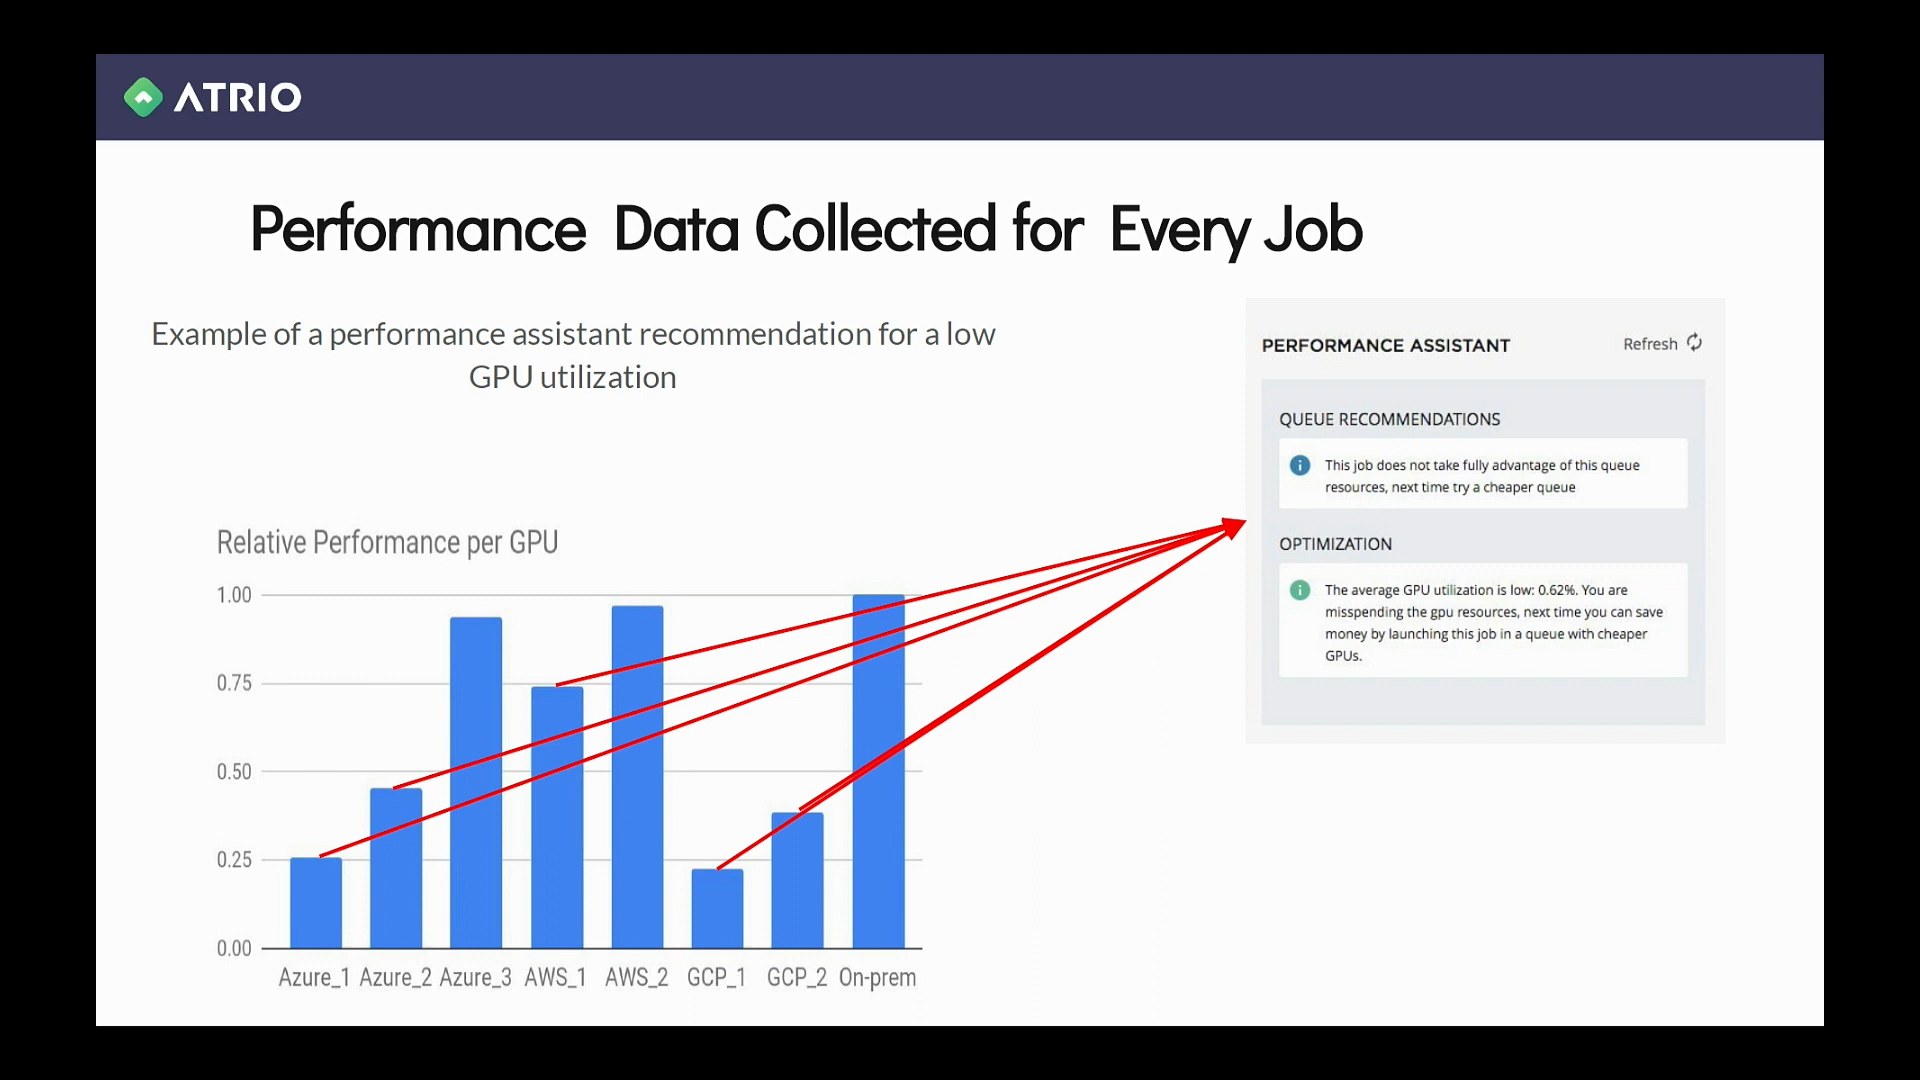 ATRIO
Performance Data Collected for Every Job
Example of a performance assistant recommendation for a low
GPU utilization
Relative Performance per GPU
1.00
0.75
0.50
0.25
0.00
Azure_1 Azure_2 Azure_3 AWS_1 AWS_2 GCP_1 GCP_2 On-prem
PERFORMANCE ASSISTANT
Refresh
QUEUE RECOMMENDATIONS
This job does not take fully advantage of this queue
resources, next time try a cheaper queue
OPTIMIZATION
The average GPU utilization is low: 0.62%. You are
misspending the gpu resources, next time you can save
money by launching this job in a queue with cheaper
GPUs.